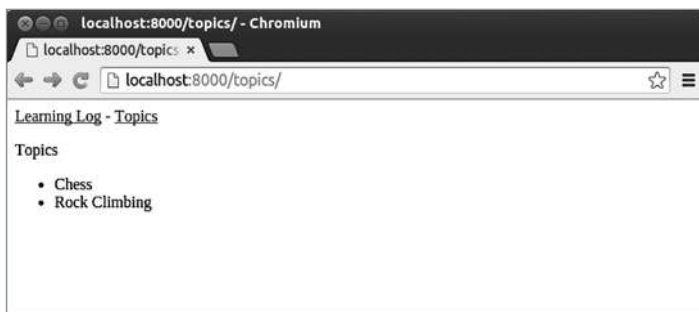 localhost:8000/topics/ - Chromium
localhost:8000/topics ×
localhost:8000/topics/
Learning Log - Topics
Topics
• Chess
• Rock Climbing